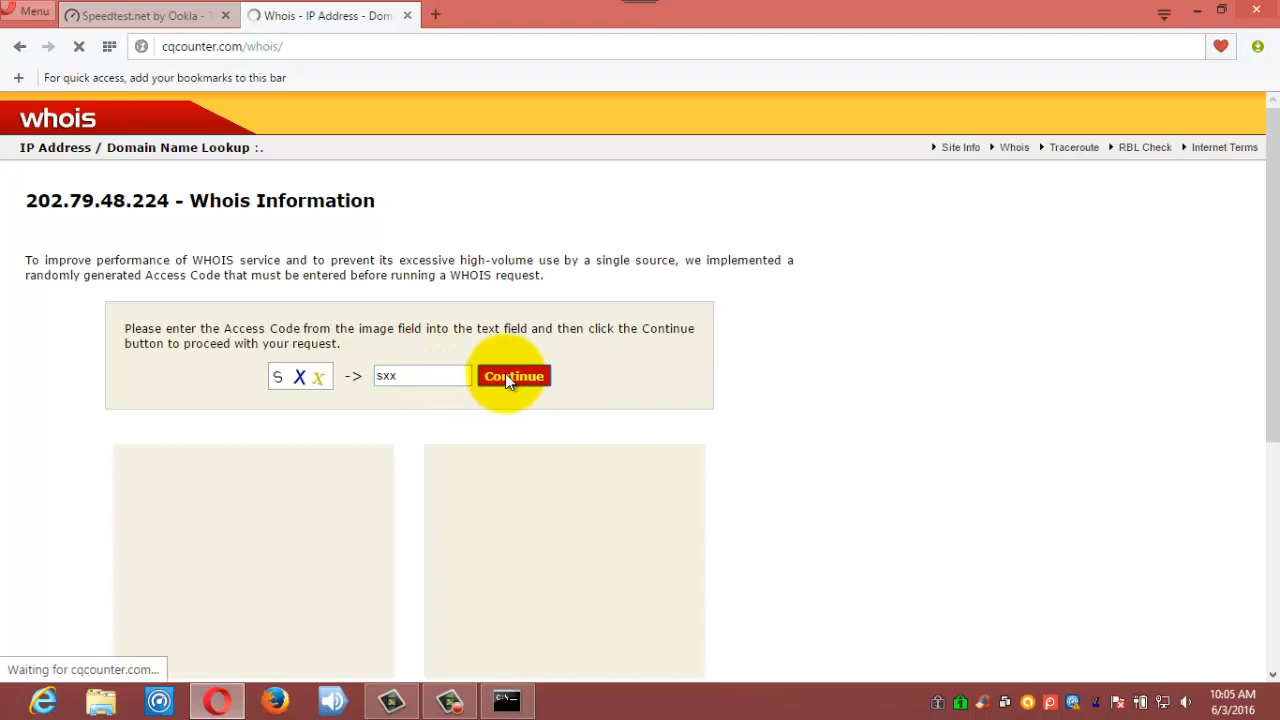 Menu
Speedtest.net by Ookla -
Whois - IP Address - Dom
cqcounter.com/whois/
For quick access, add your bookmarks to this bar
whois
IP Address / Domain Name Lookup :.
Site Info
Whois
Traceroute
RBL Check
Internet Terms
202.79.48.224 - Whois Information
To improve performance of WHOIS service and to prevent its excessive high-volume use by a single source, we implemented a
randomly generated Access Code that must be entered before running a WHOIS request.
Please enter the Access Code from the image field into the text field and then click the Continue
button to proceed with your request.
S X x -> sxx Continue
Waiting for cqcounter.com...
10:05 AM
6/3/2016